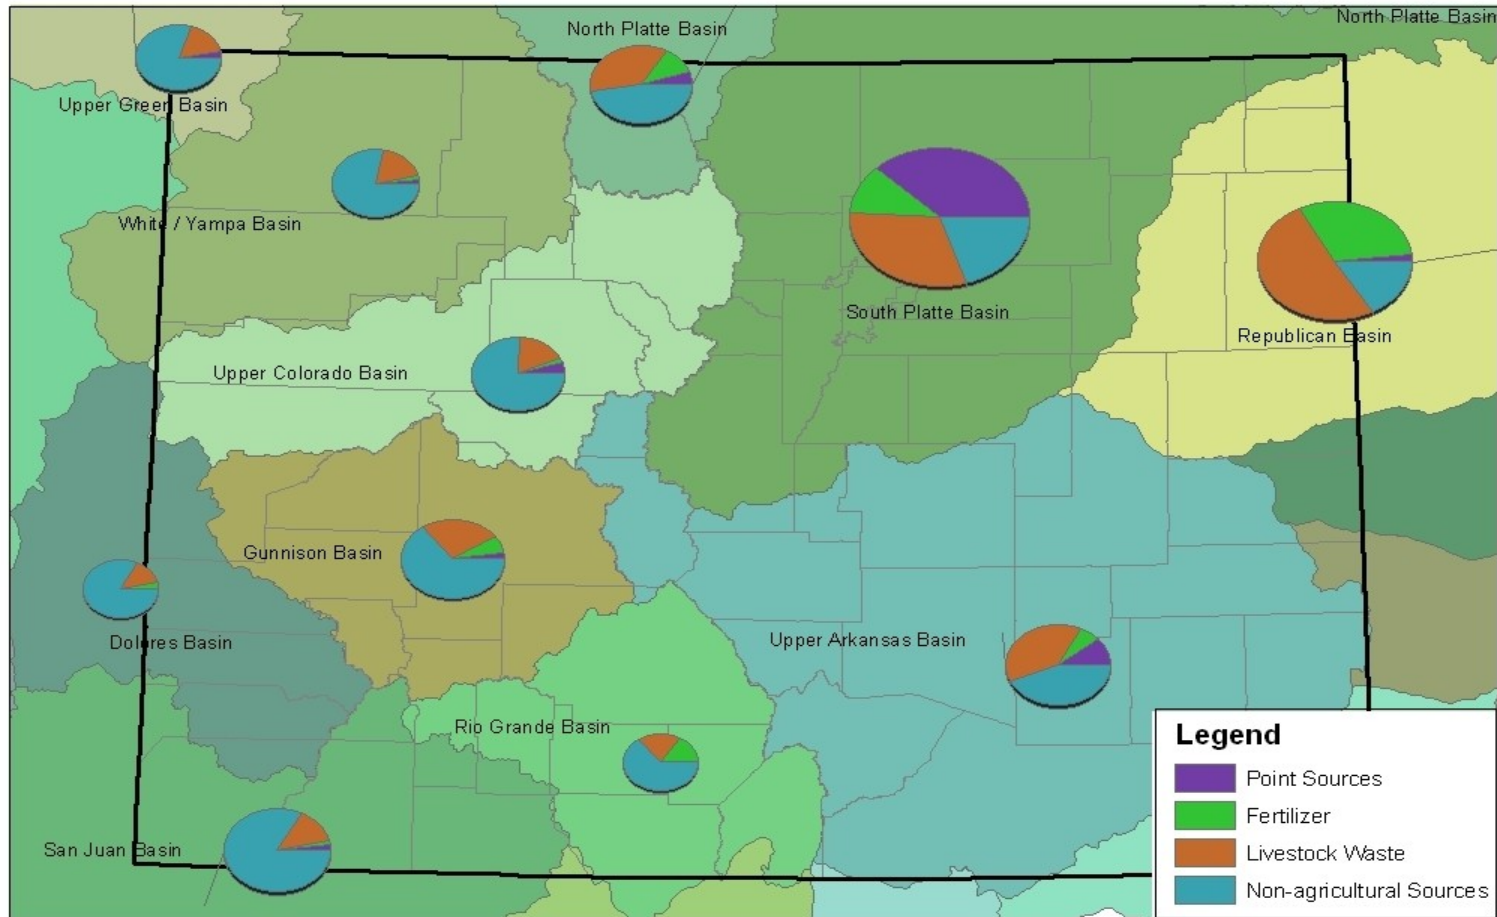 North Platte Basin
North Platte Basin
Upper Green Basin
White / Yampa Basin
South Platte Basin
Republican Basin
Upper Colorado Basin
Gunnison Basin
Dolores Basin
Upper Arkansas Basin
Rio Grande Basin
San Juan Basin
Legend
Point Sources
Fertilizer
Livestock Waste
Non-agricultural Sources